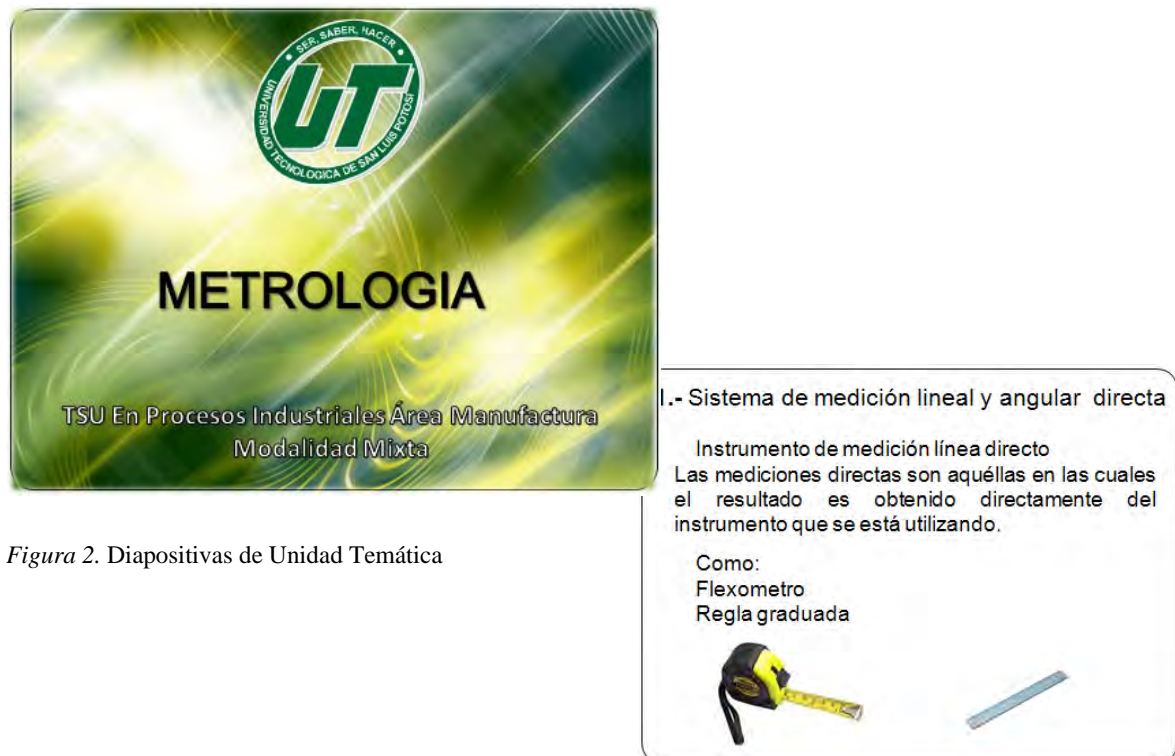 SER, SABER, HACER
UT
UNIVERSIDAD TECNOLOGICA DE SAN LUIS POTOSI
METROLOGIA
TSU En Procesos Industriales Área Manufactura
Modalidad Mixta
Figura 2. Diapositivas de Unidad Temática
I.- Sistema de medición lineal y angular directa
Instrumento de medición línea directo
Las mediciones directas son aquéllas en las cuales
el resultado es obtenido directamente del
instrumento que se está utilizando.
Como:
Flexometro
Regla graduada